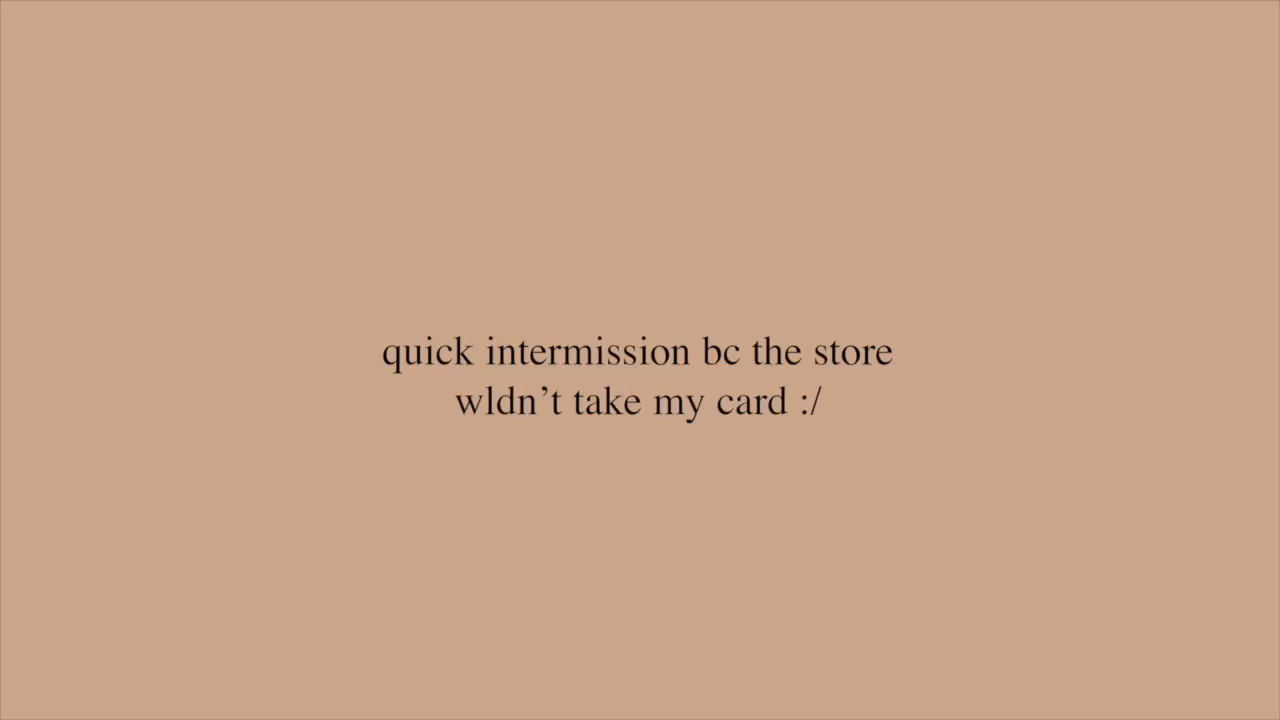 quick intermission bc the store
wldn’t take my card :/